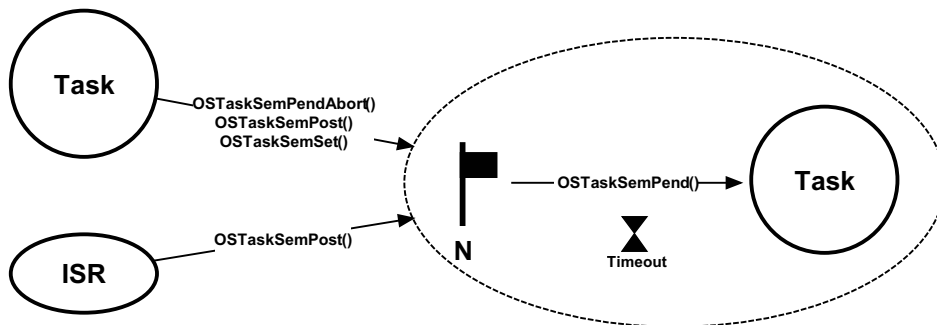 Task
OSTaskSemPendAbort()
OSTaskSemPost()
OSTaskSemSet()
OSTaskSemPend()
Task
OSTaskSemPost()
N
Timeout
ISR